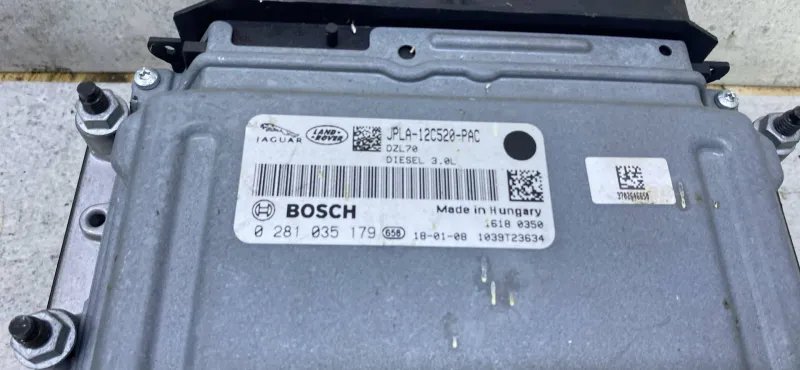 JAGUAR
LAND-ROVER
JPLA-12C520-PAC
DZL70
DIESEL 3.0L
BOSCH
Made in Hungary
1618 0350
0 281 035 179 658 18-01-08 1039T23634
3703646650